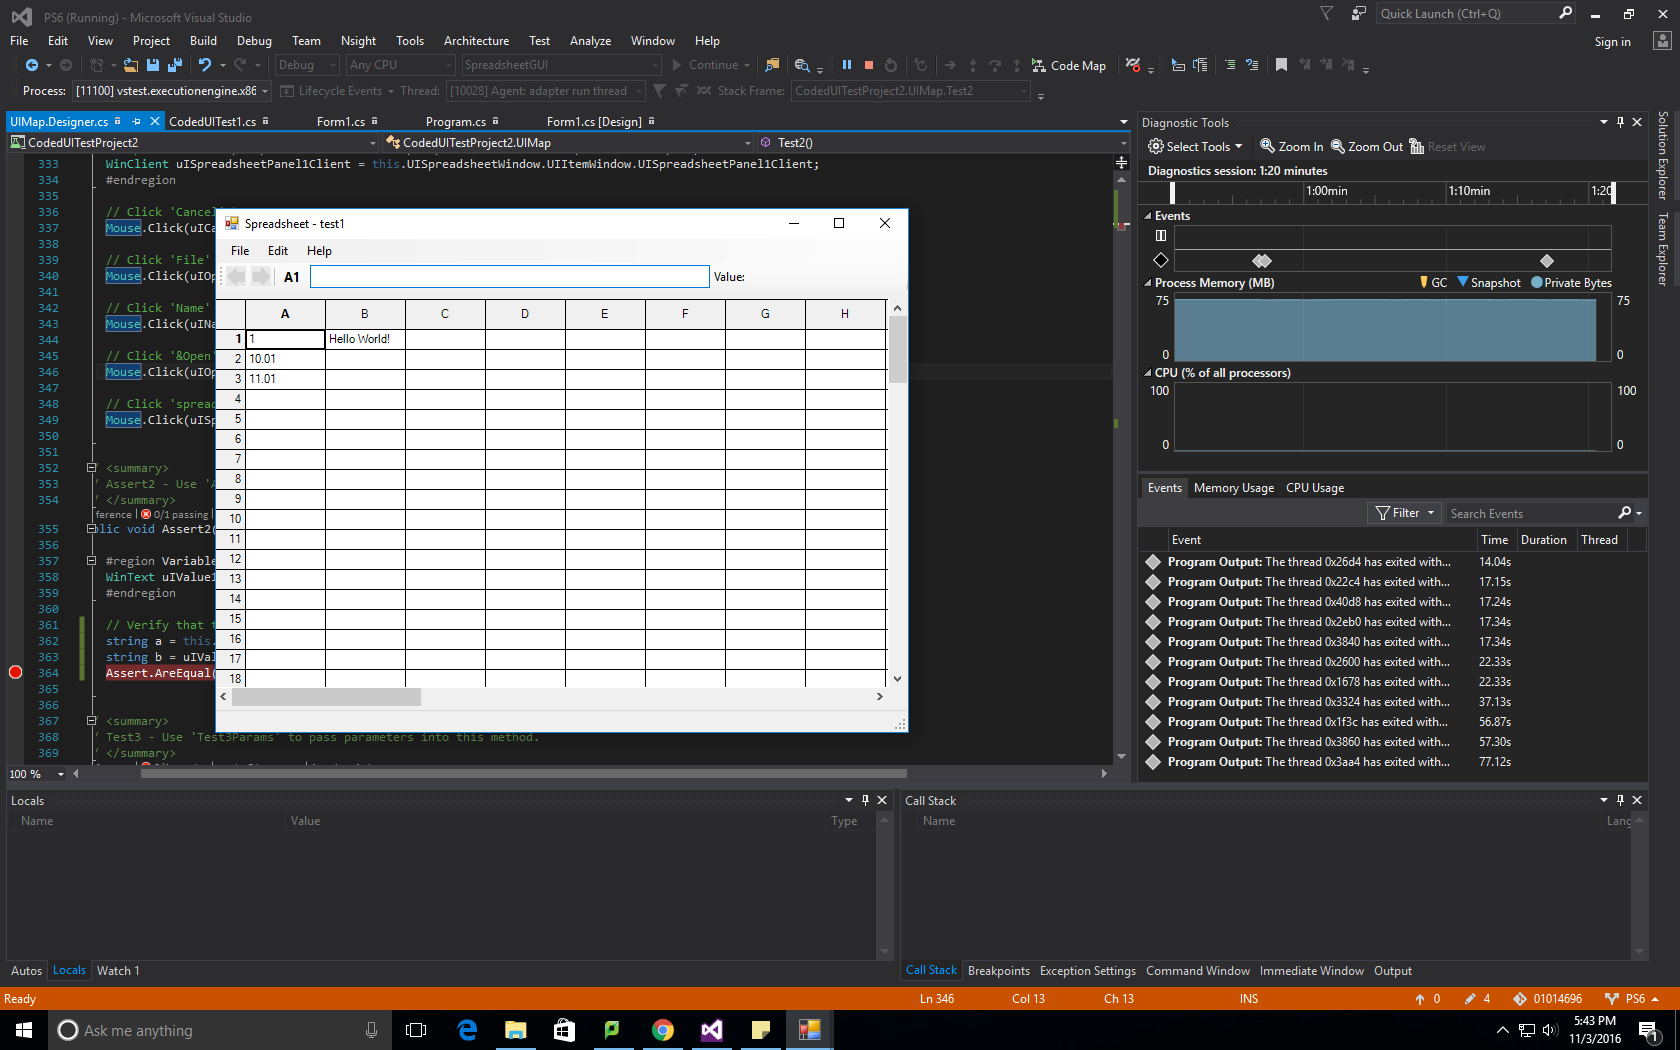 PS6 (Running) - Microsoft Visual Studio
Quick Launch (Ctrl+Q)
File Edit View Project Build Debug Team Nsight Tools Architecture Test Analyze Window Help
Sign in
Debug Any CPU SpreadsheetGUI Continue Code Map
Process: [11100] vstest.executionengine.x86 Lifecycle Events Thread: [10028] Agent: adapter run thread Stack Frame: CodedUITestProject2.UIMap.Test2
UIMap.Designer.cs CodedUITest1.cs Form1.cs Program.cs Form1.cs [Design]
CodedUITestProject2 CodedUITestProject2.UIMap Test2()
333 WinClient uISpreadsheetPanel1Client = this.UISpreadsheetWindow.UIItemWindow.UISpreadsheetPanel1Client;
334 #endregion
335
336 // Click 'Cancel
337 Mouse.Click(uICa
338
339 // Click 'File'
340 Mouse.Click(uIOp
341
342 // Click 'Name'
343 Mouse.Click(uINa
344
345 // Click '&Open'
346 Mouse.Click(uIOp
347
348 // Click 'spread
349 Mouse.Click(uISp
350
351
352 <summary>
353 ' Assert2 - Use 'A
354 ' </summary>
ference | 0/1 passing |
355 blic void Assert2(
356
357 #region Variable
358 WinText uIValue1
359 #endregion
360
361 // Verify that t
362 string a = this.
363 string b = uIVal
364 Assert.AreEqual(
365
366
367 <summary>
368 ' Test3 - Use 'Test3Params' to pass parameters into this method.
369 ' </summary>
100 %
Spreadsheet - test1
File Edit Help
A1 Value:
A B C D E F G H
1 1 Hello World!
2 10.01
3 11.01
4
5
6
7
8
9
10
11
12
13
14
15
16
17
18
Diagnostic Tools
Select Tools Zoom In Zoom Out Reset View
Diagnostics session: 1:20 minutes
1:00min 1:10min 1:20
Events
Process Memory (MB) GC Snapshot Private Bytes
75 75
0 0
CPU (% of all processors)
100 100
0 0
Events Memory Usage CPU Usage
Filter Search Events
Event Time Duration Thread
Program Output: The thread 0x26d4 has exited with... 14.04s
Program Output: The thread 0x22c4 has exited with... 17.15s
Program Output: The thread 0x40d8 has exited with... 17.24s
Program Output: The thread 0x2eb0 has exited with... 17.34s
Program Output: The thread 0x3840 has exited with... 17.34s
Program Output: The thread 0x2600 has exited with... 22.33s
Program Output: The thread 0x1678 has exited with... 22.33s
Program Output: The thread 0x3324 has exited with... 37.13s
Program Output: The thread 0x1f3c has exited with... 56.87s
Program Output: The thread 0x3860 has exited with... 57.30s
Program Output: The thread 0x3aa4 has exited with... 77.12s
Solution Explorer
Team Explorer
Locals
Name Value Type
Autos Locals Watch 1
Call Stack
Name Lang
Call Stack Breakpoints Exception Settings Command Window Immediate Window Output
Ready Ln 346 Col 13 Ch 13 INS 0 4 01014696 PS6
Ask me anything
5:43 PM
11/3/2016
1